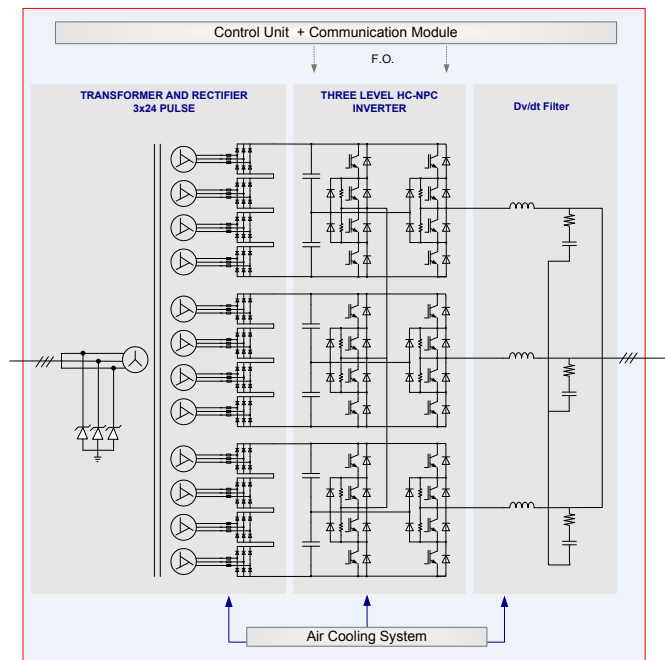 Control Unit + Communication Module
F.O.
TRANSFORMER AND RECTIFIER
3x24 PULSE
THREE LEVEL HC-NPC
INVERTER
Dv/dt Filter
Air Cooling System